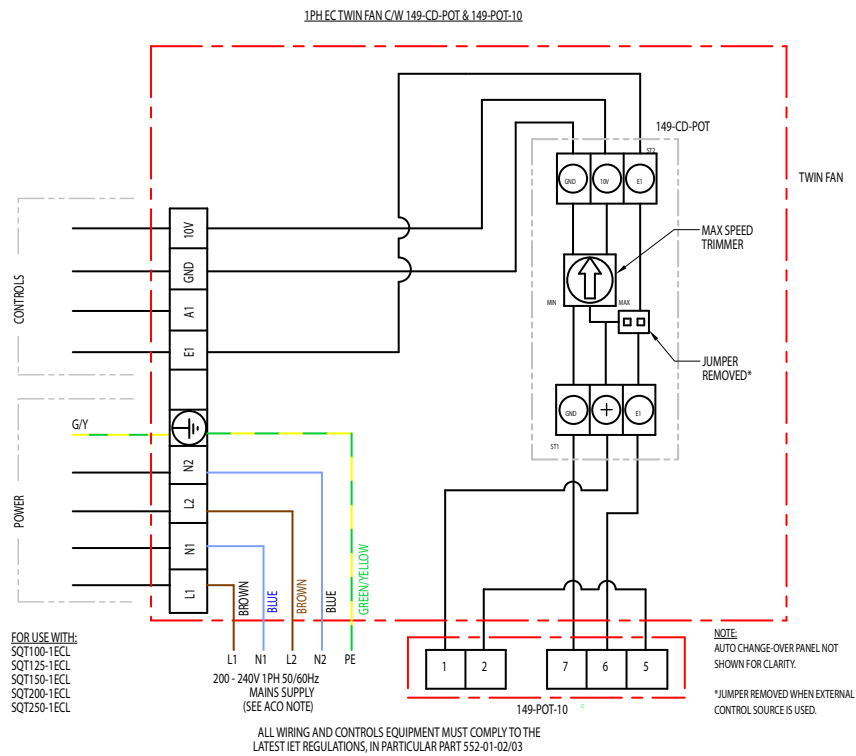 1PH EC TWIN FAN C/W 149-CD-POT & 149-POT-10
149-CD-POT
ST2
GND
10V
E1
TWIN FAN
MAX SPEED
TRIMMER
MIN
MAX
JUMPER
REMOVED*
GND
+
E1
ST1
CONTROLS
10V
GND
A1
E1
G/Y
POWER
N2
L2
N1
L1
BROWN
BLUE
BROWN
BLUE
GREEN/YELLOW
L1 N1 L2 N2 PE
200 - 240V 1PH 50/60Hz
MAINS SUPPLY
(SEE ACO NOTE)
FOR USE WITH:
SQT100-1ECL
SQT125-1ECL
SQT150-1ECL
SQT200-1ECL
SQT250-1ECL
1 2 7 6 5
149-POT-10
c
NOTE:
AUTO CHANGE-OVER PANEL NOT
SHOWN FOR CLARITY.
*JUMPER REMOVED WHEN EXTERNAL
CONTROL SOURCE IS USED.
ALL WIRING AND CONTROLS EQUIPMENT MUST COMPLY TO THE
LATEST IET REGULATIONS, IN PARTICULAR PART 552-01-02/03